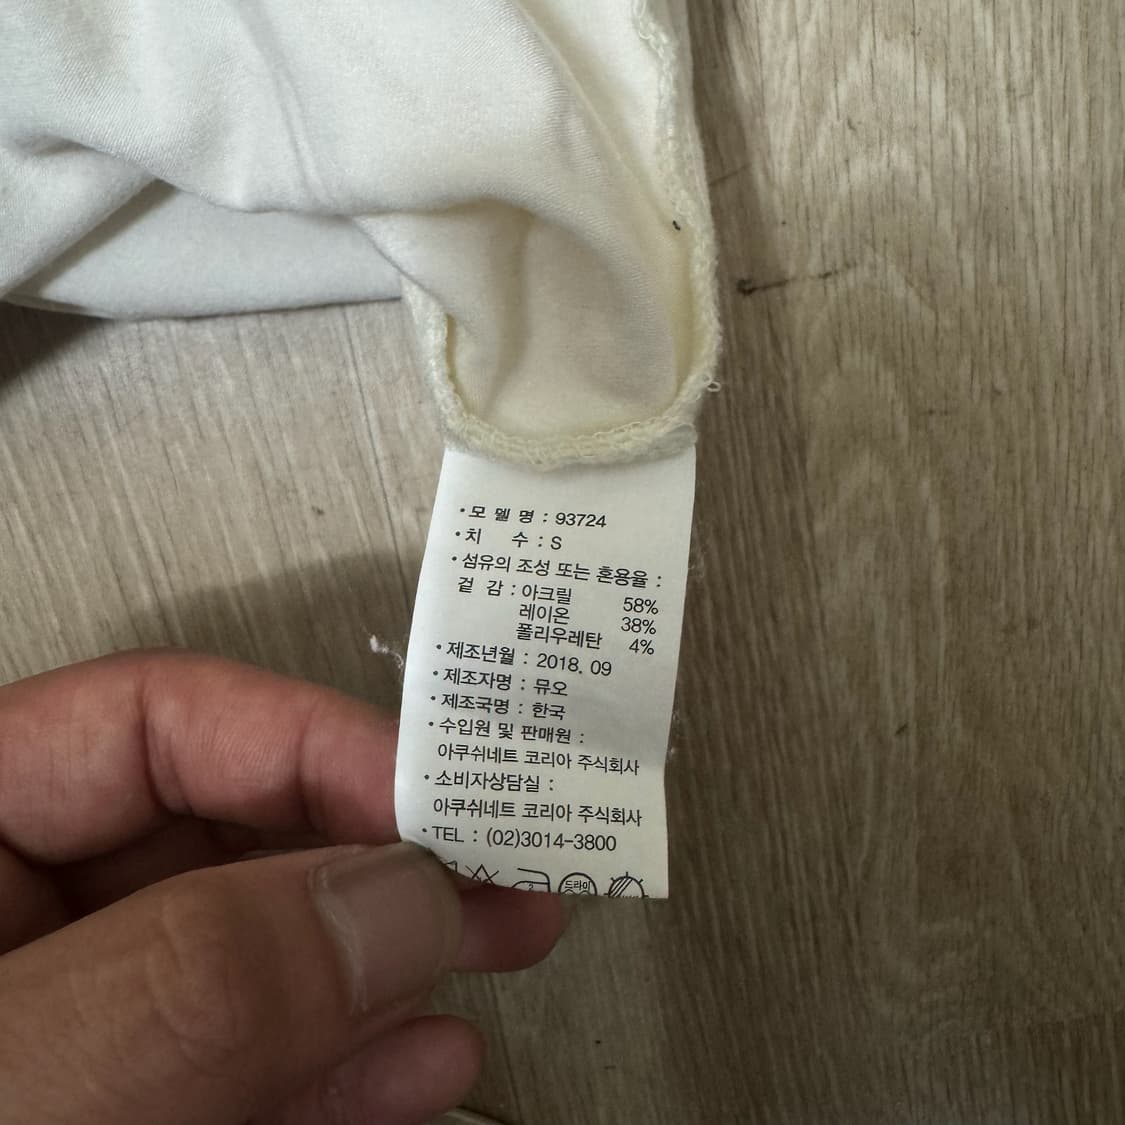 • 모 델 명 : 93724
• 치 수 : S
• 섬유의 조성 또는 혼용율 :
겉 감 : 아크릴 58%
레이온 38%
폴리우레탄 4%
• 제조년월 : 2018. 09
• 제조자명 : 뮤오
• 제조국명 : 한국
• 수입원 및 판매원 :
아쿠쉬네트 코리아 주식회사
• 소비자상담실 :
아쿠쉬네트 코리아 주식회사
• TEL : (02)3014-3800
2 드라이